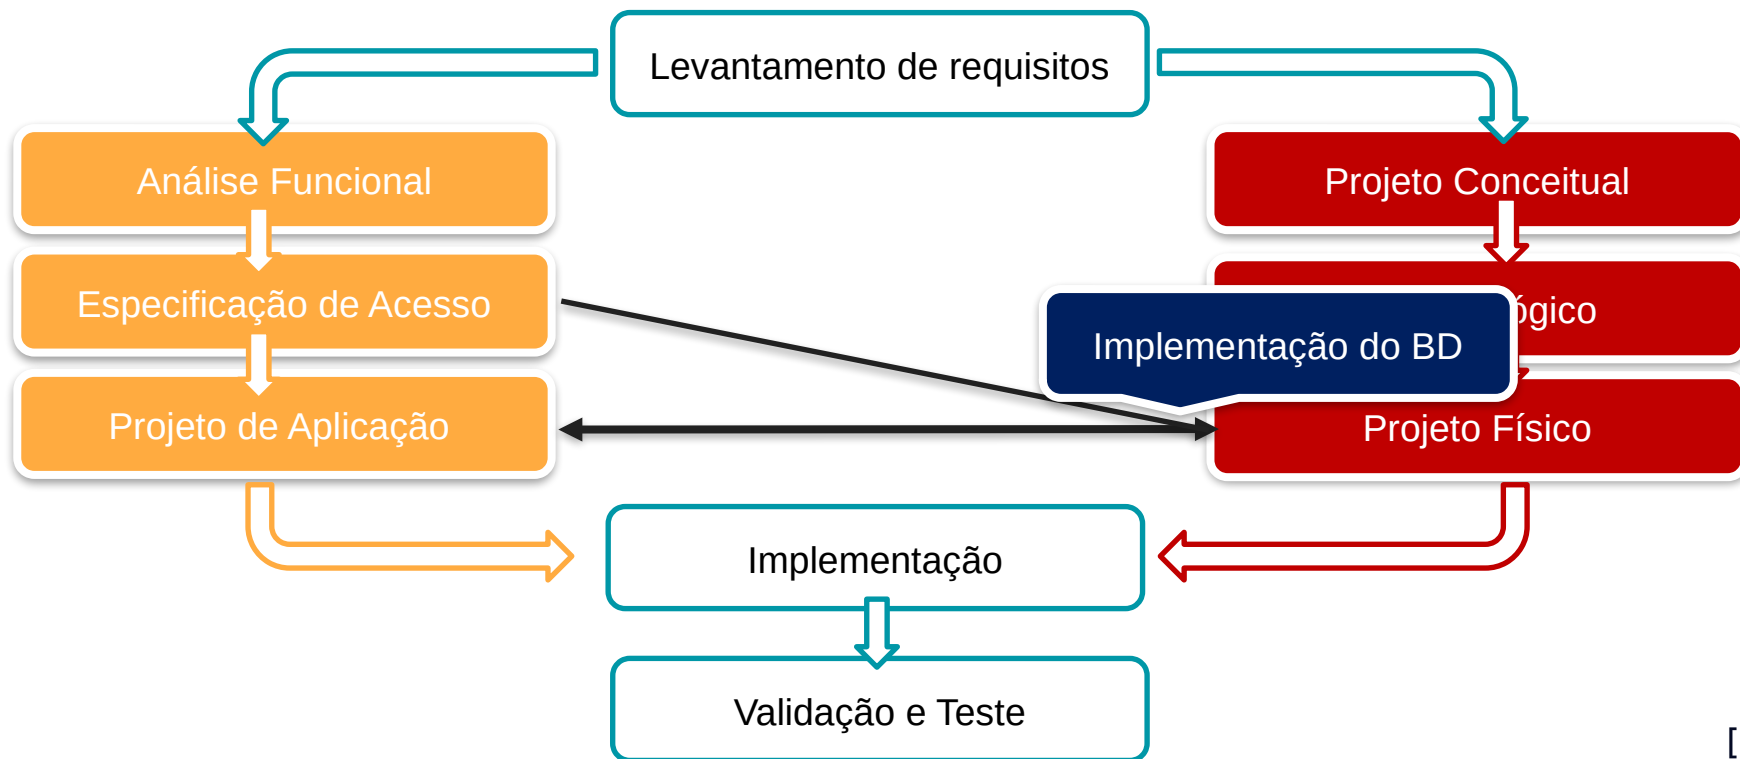 Levantamento de requisitos
Análise Funcional
Projeto Conceitual
Especificação de Acesso
ógico
Implementação do BD
Projeto de Aplicação
Projeto Físico
Implementação
Validação e Teste
[